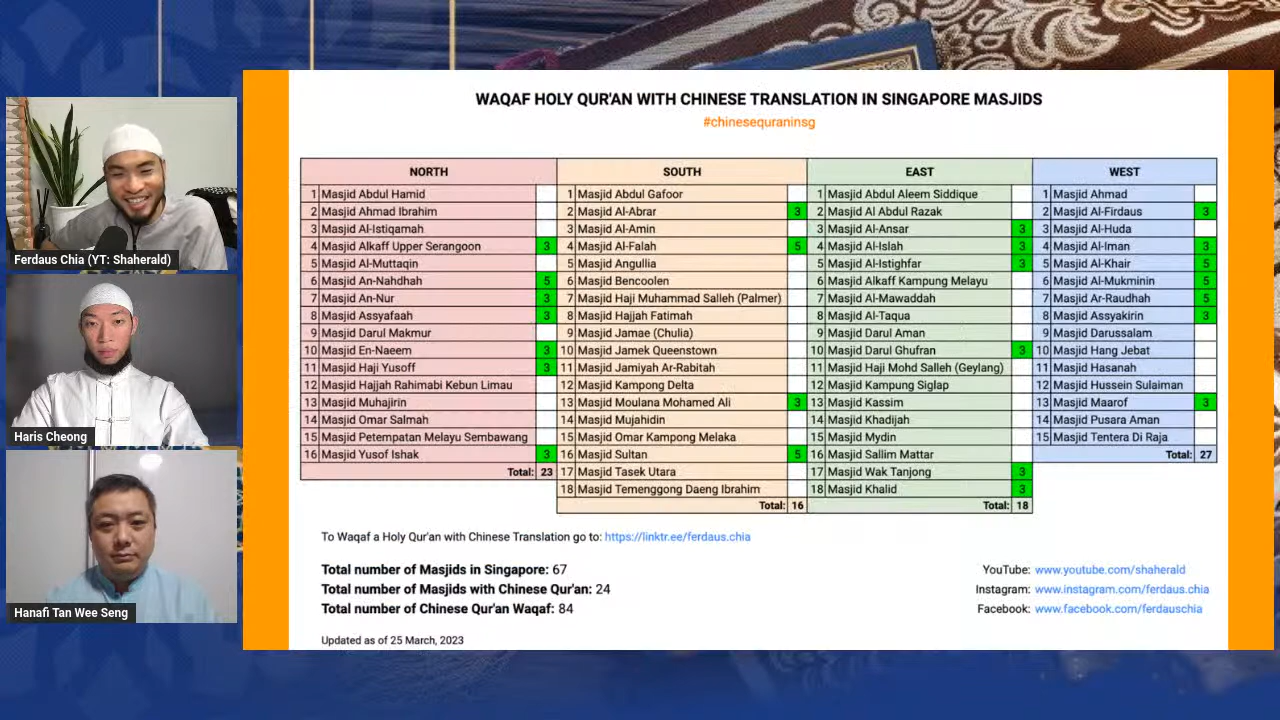 WAQAF HOLY QUR'AN WITH CHINESE TRANSLATION IN SINGAPORE MASJIDS
#chinesequraninsg
NORTH
1 Masjid Abdul Hamid
2 Masjid Ahmad Ibrahim
3 Masjid Al-Istiqamah
4 Masjid Alkaff Upper Serangoon 3
5 Masjid Al-Muttaqin
6 Masjid An-Nahdhah 5
7 Masjid An-Nur 3
8 Masjid Assyafaah 3
9 Masjid Darul Makmur
10 Masjid En-Naeem 3
11 Masjid Haji Yusoff 3
12 Masjid Hajjah Rahimabi Kebun Limau
13 Masjid Muhajirin
14 Masjid Omar Salmah
15 Masjid Petempatan Melayu Sembawang
16 Masjid Yusof Ishak 3
Total: 23
SOUTH
1 Masjid Abdul Gafoor
2 Masjid Al-Abrar 3
3 Masjid Al-Amin
4 Masjid Al-Falah 5
5 Masjid Angullia
6 Masjid Bencoolen
7 Masjid Haji Muhammad Salleh (Palmer)
8 Masjid Hajjah Fatimah
9 Masjid Jamae (Chulia)
10 Masjid Jamek Queenstown
11 Masjid Jamiyah Ar-Rabitah
12 Masjid Kampong Delta
13 Masjid Moulana Mohamed Ali 3
14 Masjid Mujahidin
15 Masjid Omar Kampong Melaka
16 Masjid Sultan 5
17 Masjid Tasek Utara
18 Masjid Temenggong Daeng Ibrahim
Total: 16
EAST
1 Masjid Abdul Aleem Siddique
2 Masjid Al Abdul Razak
3 Masjid Al-Ansar 3
4 Masjid Al-Islah 3
5 Masjid Al-Istighfar 3
6 Masjid Alkaff Kampung Melayu
7 Masjid Al-Mawaddah
8 Masjid Al-Taqua
9 Masjid Darul Aman
10 Masjid Darul Ghufran 3
11 Masjid Haji Mohd Salleh (Geylang)
12 Masjid Kampung Siglap
13 Masjid Kassim
14 Masjid Khadijah
15 Masjid Mydin
16 Masjid Sallim Mattar
17 Masjid Wak Tanjong 3
18 Masjid Khalid 3
Total: 18
WEST
1 Masjid Ahmad
2 Masjid Al-Firdaus 3
3 Masjid Al-Huda
4 Masjid Al-Iman 3
5 Masjid Al-Khair 5
6 Masjid Al-Mukminin 5
7 Masjid Ar-Raudhah 5
8 Masjid Assyakirin 3
9 Masjid Darussalam
10 Masjid Hang Jebat
11 Masjid Hasanah
12 Masjid Hussein Sulaiman
13 Masjid Maarof 3
14 Masjid Pusara Aman
15 Masjid Tentera Di Raja
Total: 27
To Waqaf a Holy Qur'an with Chinese Translation go to: https://linktr.ee/ferdaus.chia
Total number of Masjids in Singapore: 67
Total number of Masjids with Chinese Qur'an: 24
Total number of Chinese Qur'an Waqaf: 84
YouTube: www.youtube.com/shaherald
Instagram: www.instagram.com/ferdaus.chia
Facebook: www.facebook.com/ferdauschia
Updated as of 25 March, 2023
Ferdaus Chia (YT: Shaherald)
Haris Cheong
Hanafi Tan Wee Seng